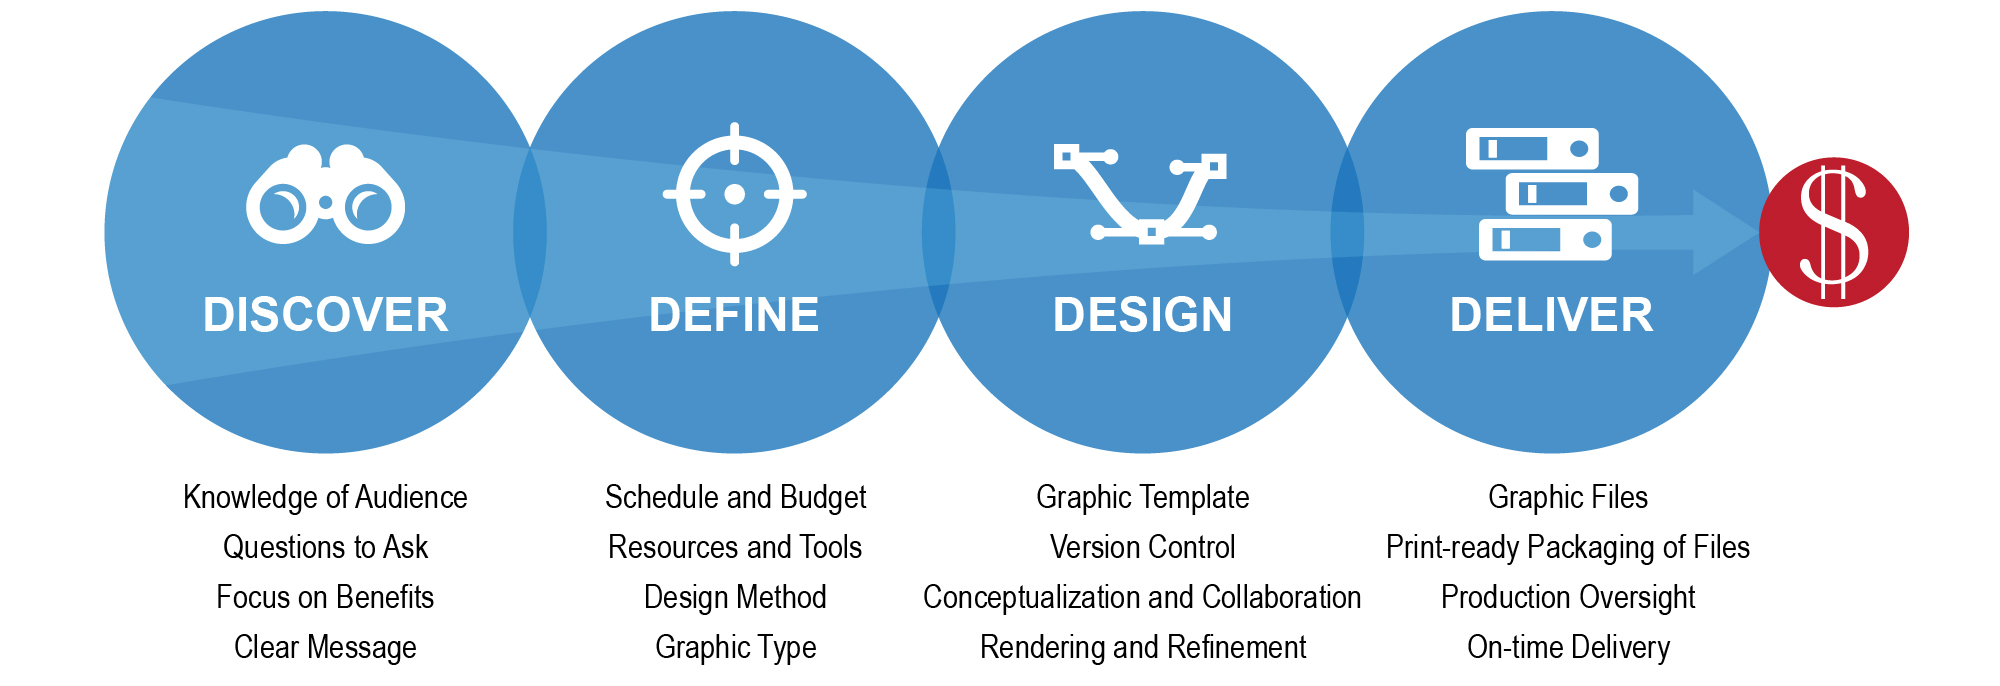 DISCOVER
DEFINE
DESIGN
DELIVER
$
Knowledge of Audience
Questions to Ask
Focus on Benefits
Clear Message
Schedule and Budget
Resources and Tools
Design Method
Graphic Type
Graphic Template
Version Control
Conceptualization and Collaboration
Rendering and Refinement
Graphic Files
Print-ready Packaging of Files
Production Oversight
On-time Delivery